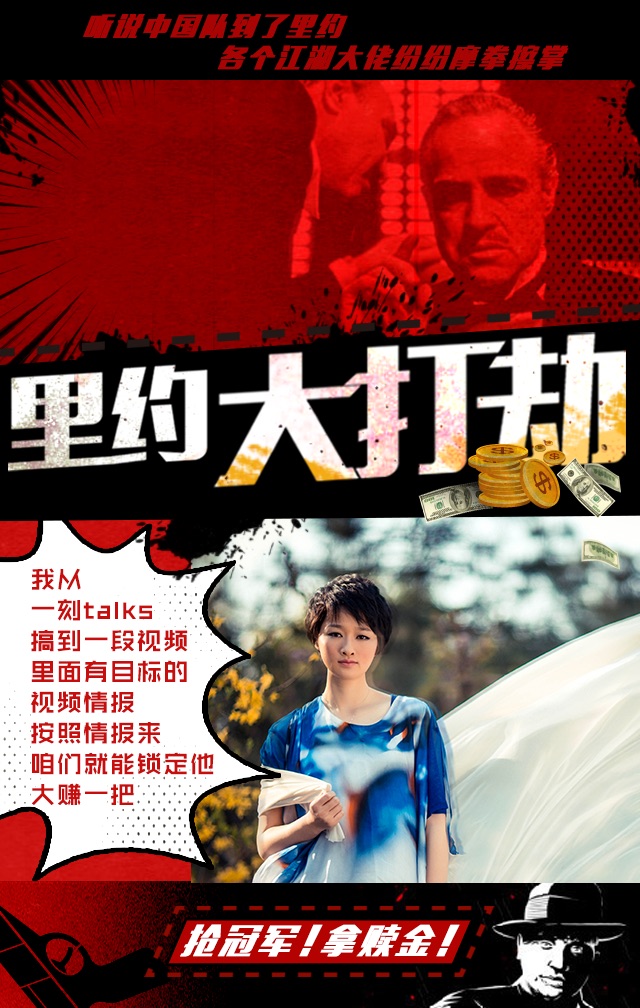 听说中国队到了里约
各个江湖大佬纷纷摩拳擦掌
里约大打劫
我从
一刻talks
搞到一段视频
里面有目标的
视频情报
按照情报来
咱们就能锁定他
大赚一把
抢冠军！拿赎金！